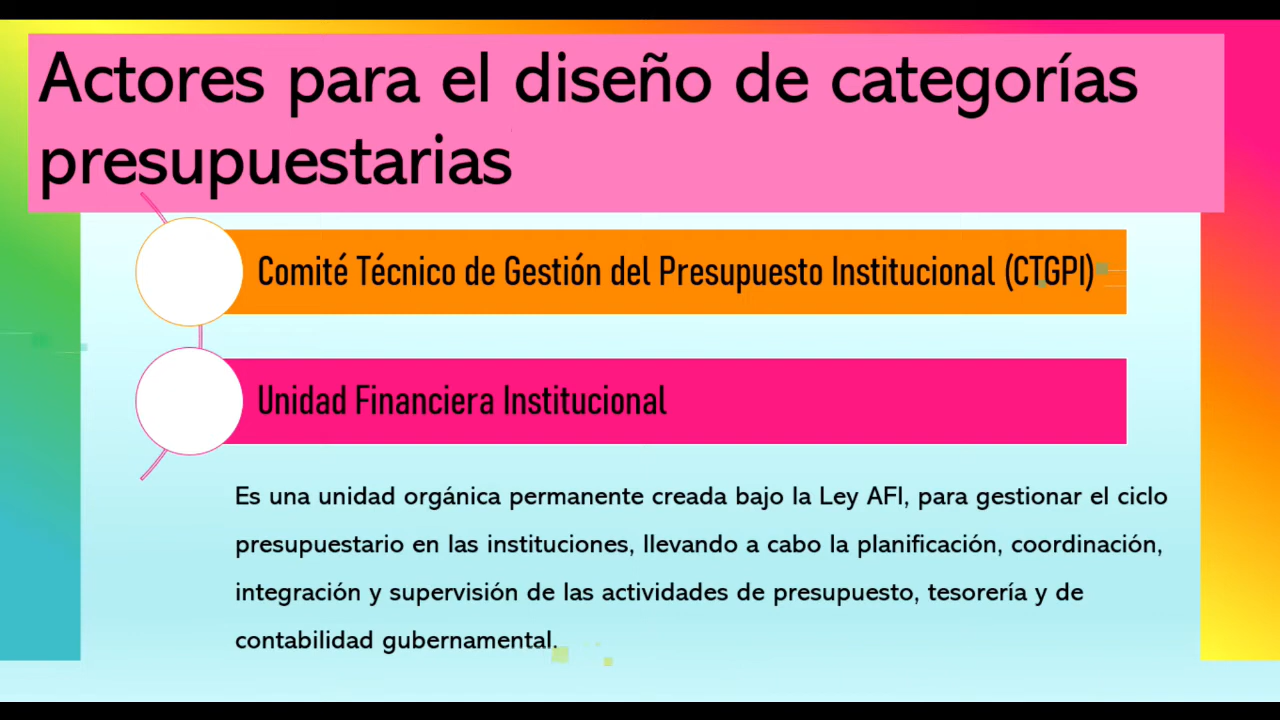 Actores para el diseño de categorías
presupuestarias
Comité Técnico de Gestión del Presupuesto Institucional (CTGPI)
Unidad Financiera Institucional
Es una unidad orgánica permanente creada bajo la Ley AFI, para gestionar el ciclo
presupuestario en las instituciones, llevando a cabo la planificación, coordinación,
integración y supervisión de las actividades de presupuesto, tesorería y de
contabilidad gubernamental.